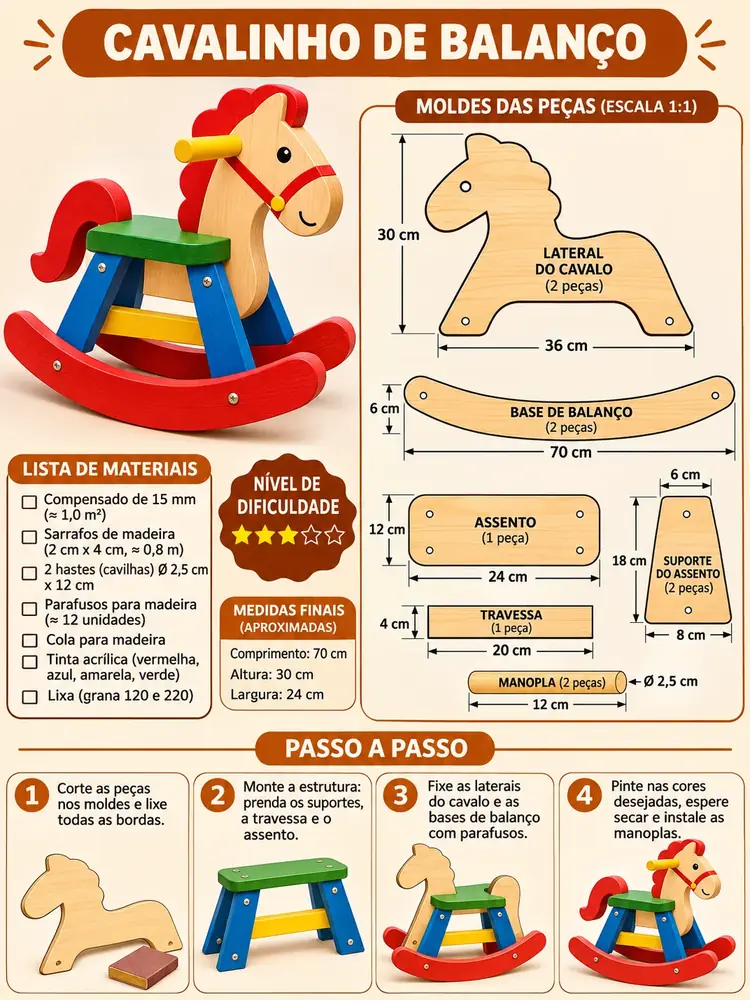 CAVALINHO DE BALANÇO
MOLDES DAS PEÇAS (ESCALA 1:1)
30 cm
LATERAL
DO CAVALO
(2 peças)
36 cm
6 cm
BASE DE BALANÇO
(2 peças)
70 cm
12 cm
ASSENTO
(1 peça)
24 cm
6 cm
18 cm
SUPORTE
DO ASSENTO
(2 peças)
8 cm
4 cm
TRAVESSA
(1 peça)
20 cm
MANOPLA (2 peças)
Ø 2,5 cm
12 cm
LISTA DE MATERIAIS
Compensado de 15 mm
(≈ 1,0 m²)
Sarrafos de madeira
(2 cm x 4 cm, ≈ 0,8 m)
2 hastes (cavilhas) Ø 2,5 cm
x 12 cm
Parafusos para madeira
(≈ 12 unidades)
Cola para madeira
Tinta acrílica (vermelha,
azul, amarela, verde)
Lixa (grana 120 e 220)
NÍVEL DE
DIFICULDADE
MEDIDAS FINAIS
(APROXIMADAS)
Comprimento: 70 cm
Altura: 30 cm
Largura: 24 cm
PASSO A PASSO
1
Corte as peças
nos moldes e lixe
todas as bordas.
2
Monte a estrutura:
prenda os suportes,
a travessa e o
assento.
3
Fixe as laterais
do cavalo e as
bases de balanço
com parafusos.
4
Pinte nas cores
desejadas, espere
secar e instale as
manoplas.